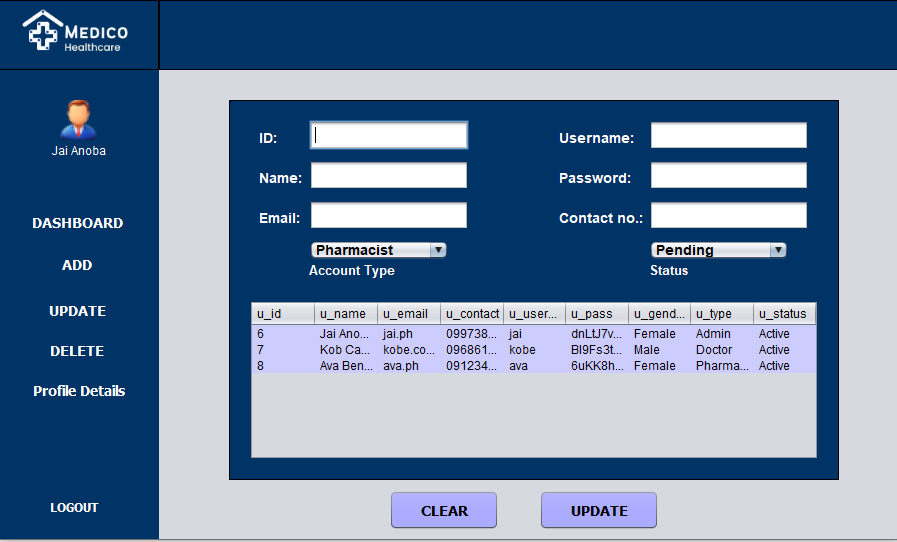 MEDICO
Healthcare
Jai Anoba
DASHBOARD
ADD
UPDATE
DELETE
Profile Details
LOGOUT
ID: Username:
Name: Password:
Email: Contact no.:
Pharmacist Pending
Account Type Status
u_id u_name u_email u_contact u_user... u_pass u_gend... u_type u_status
6 Jai Ano... jai.ph 099738... jai dnLtJ7v... Female Admin Active
7 Kob Ca... kobe.co... 096861... kobe BI9Fs3t... Male Doctor Active
8 Ava Ben... ava.ph 091234... ava 6uKK8h... Female Pharma... Active
CLEAR UPDATE